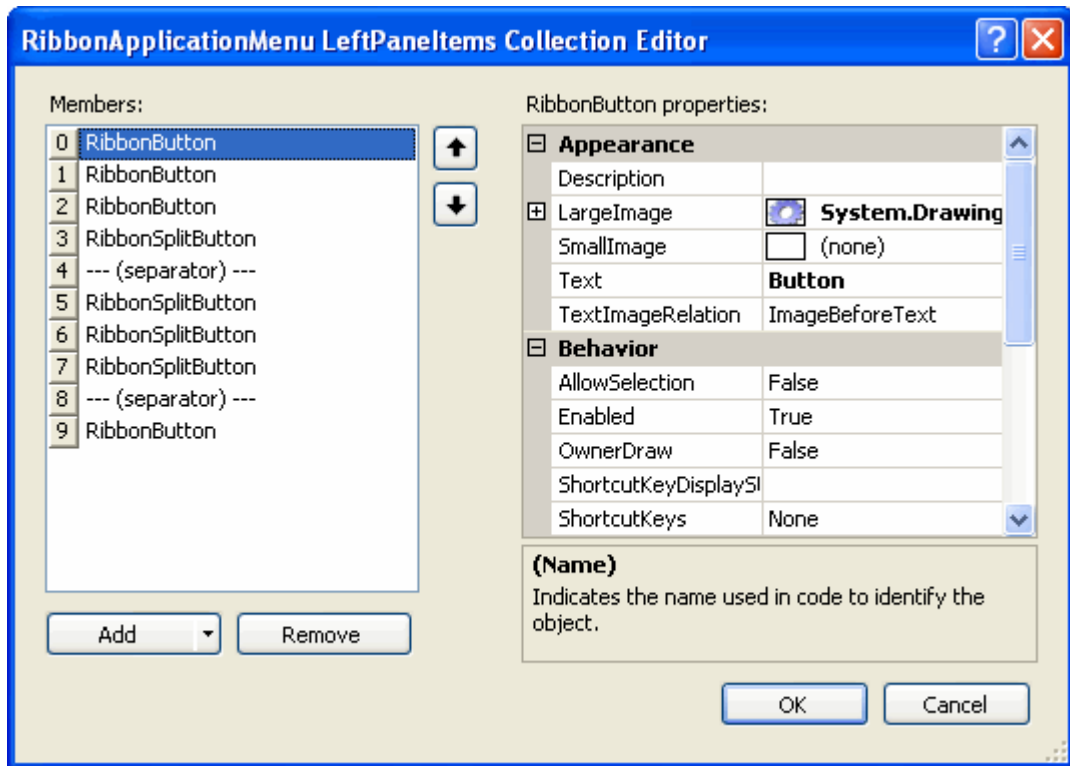 RibbonApplicationMenu LeftPaneItems Collection Editor
Members:
0 RibbonButton
1 RibbonButton
2 RibbonButton
3 RibbonSplitButton
4 --- (separator) ---
5 RibbonSplitButton
6 RibbonSplitButton
7 RibbonSplitButton
8 --- (separator) ---
9 RibbonButton
Add
Remove
RibbonButton properties:
Appearance
Description
LargeImage System.Drawing
SmallImage (none)
Text Button
TextImageRelation ImageBeforeText
Behavior
AllowSelection False
Enabled True
OwnerDraw False
ShortcutKeyDisplaySt
ShortcutKeys None
(Name)
Indicates the name used in code to identify the
object.
OK
Cancel